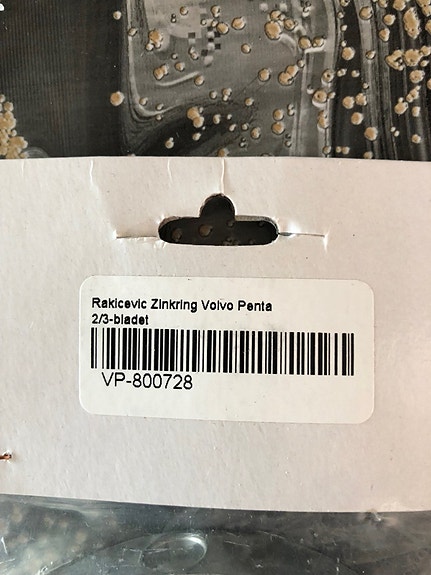 Rakicevic Zinkring Volvo Penta
2/3-bladet
VP-800728